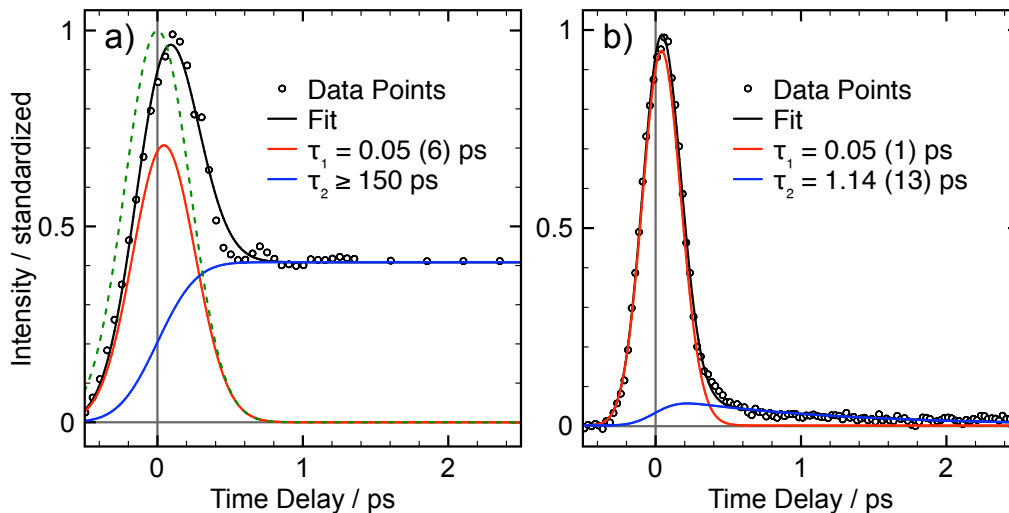 a)
Data Points
Fit
τ₁ = 0.05 (6) ps
τ₂ ≥ 150 ps
1
0.5
0
0
1
2
Time Delay / ps
Intensity / standardized
b)
Data Points
Fit
τ₁ = 0.05 (1) ps
τ₂ = 1.14 (13) ps
1
0.5
0
0
1
2
Time Delay / ps